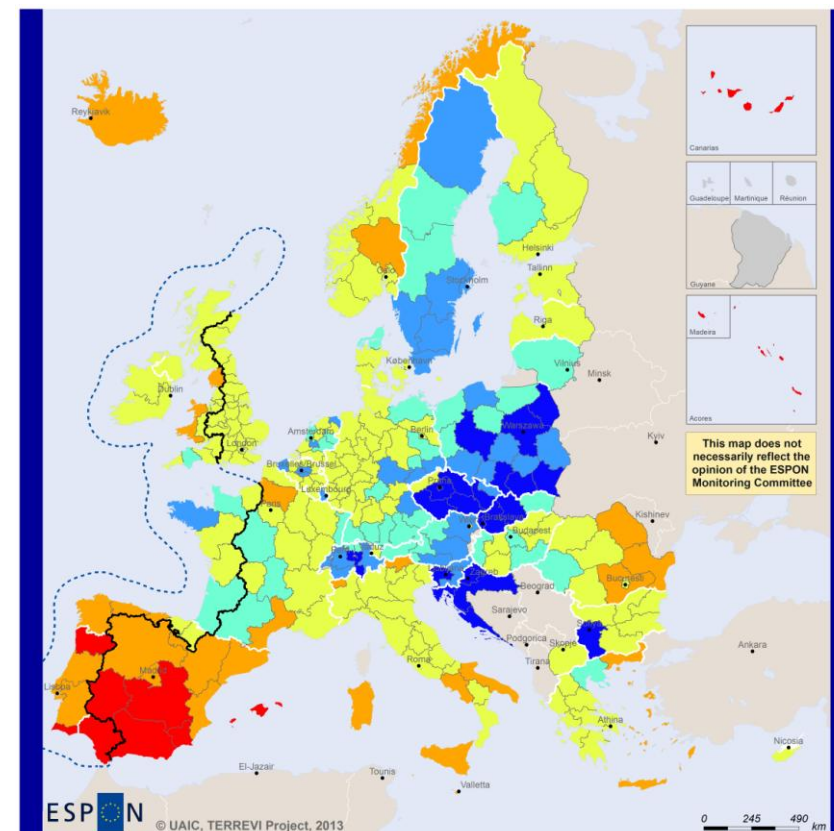 Canarias
Reykjavik
Guadeloupe
Martinique
Réunion
Guyane
Helsinki
Oslo
Tallinn
Stockholm
Riga
Madeira
København
Vilnius
Dublin
Minsk
Acores
Amsterdam
Berlin
Warszawa
London
Kyiv
This map does not
necessarily reflect the
opinion of the ESPON
Monitoring Committee
Bruxelles/Brussel
Praha
Luxembourg
Paris
Kishinev
Bratislava
Budapest
Vaduz
Zagreb
Bucuresti
Beograd
Sarajevo
Sofiya
Podgorica
Skopje
Ankara
Roma
Tirana
Madrid
Lisboa
Athina
Nicosia
El-Jazair
Tounis
Valletta
ESPON
© UAIC, TERREVI Project, 2013
0 245 490
km